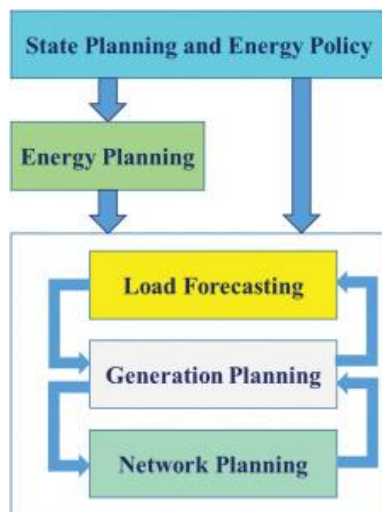 State Planning and Energy Policy
Energy Planning
Load Forecasting
Generation Planning
Network Planning